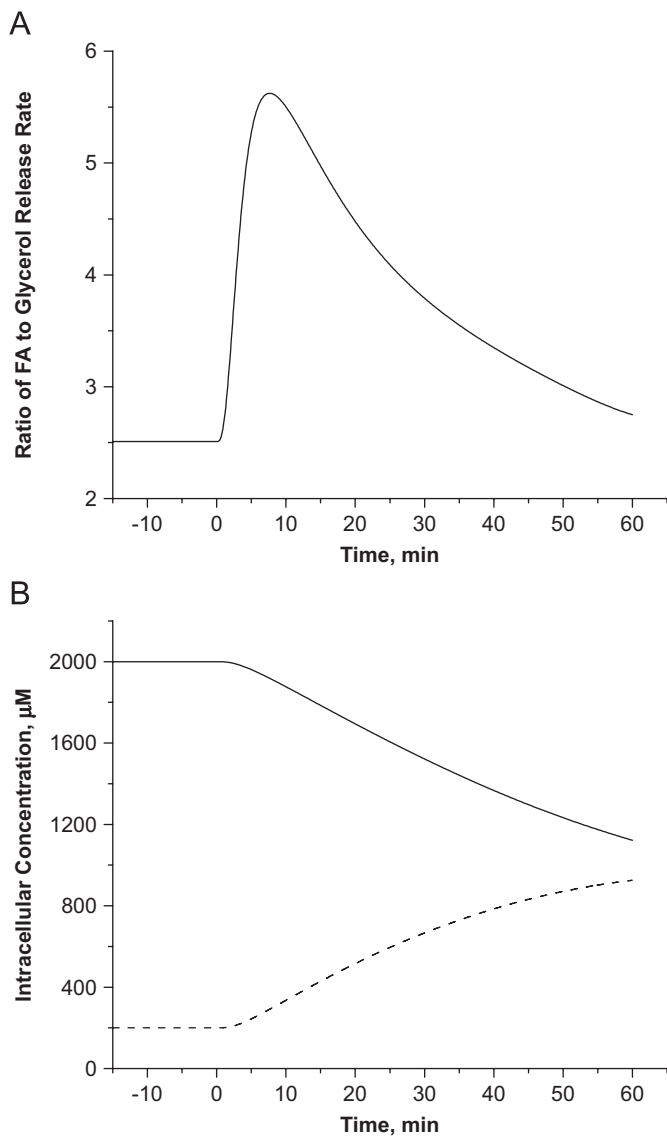 A
6
5
4
3
2
Ratio of FA to Glycerol Release Rate
-10 0 10 20 30 40 50 60
Time, min
B
2000
1600
1200
800
400
0
Intracellular Concentration, μM
-10 0 10 20 30 40 50 60
Time, min